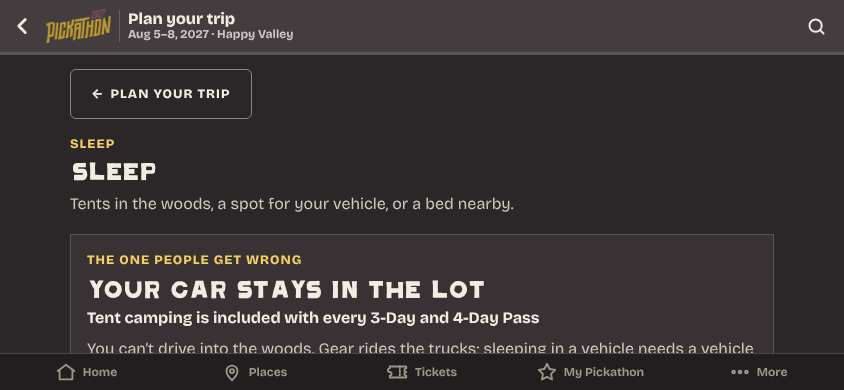 PICKATHON
Plan your trip
Aug 5–8, 2027 · Happy Valley
← PLAN YOUR TRIP
SLEEP
SLEEP
Tents in the woods, a spot for your vehicle, or a bed nearby.
THE ONE PEOPLE GET WRONG
YOUR CAR STAYS IN THE LOT
Tent camping is included with every 3-Day and 4-Day Pass
You can't drive into the woods. Gear rides the trucks; sleeping in a vehicle needs a vehicle
Home
Places
Tickets
My Pickathon
More